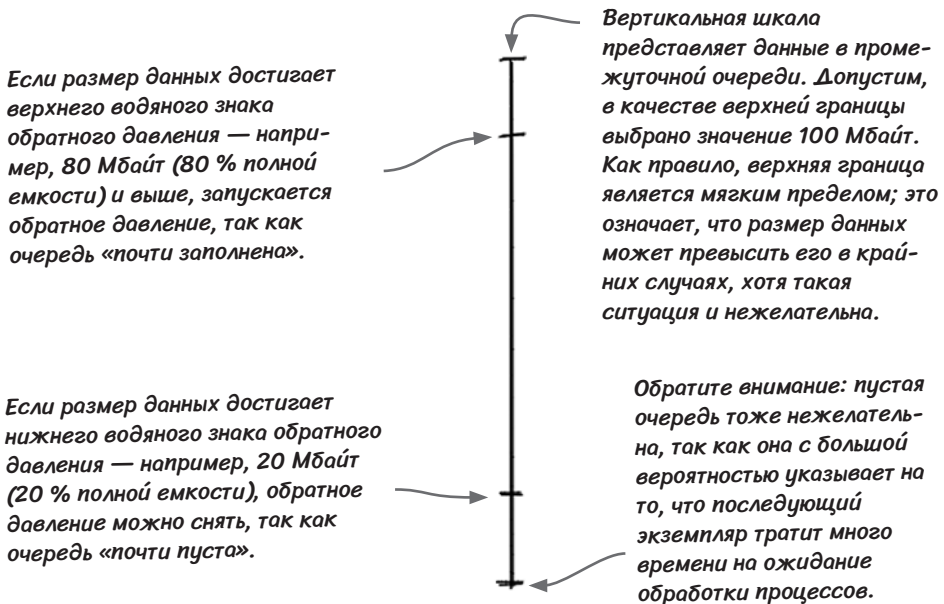 Вертикальная шкала
представляет данные в проме-
жуточной очереди. Допустим,
в качестве верхней границы
выбрано значение 100 Мбайт.
Как правило, верхняя граница
является мягким пределом; это
означает, что размер данных
может превысить его в край-
них случаях, хотя такая
ситуация и нежелательна.
Если размер данных достигает
верхнего водяного знака
обратного давления — напри-
мер, 80 Мбайт (80 % полной
емкости) и выше, запускается
обратное давление, так как
очередь «почти заполнена».
Если размер данных достигает
нижнего водяного знака обратного
давления — например, 20 Мбайт
(20 % полной емкости), обратное
давление можно снять, так как
очередь «почти пуста».
Обратите внимание: пустая
очередь тоже нежелатель-
на, так как она с большой
вероятностью указывает на
то, что последующий
экземпляр тратит много
времени на ожидание
обработки процессов.